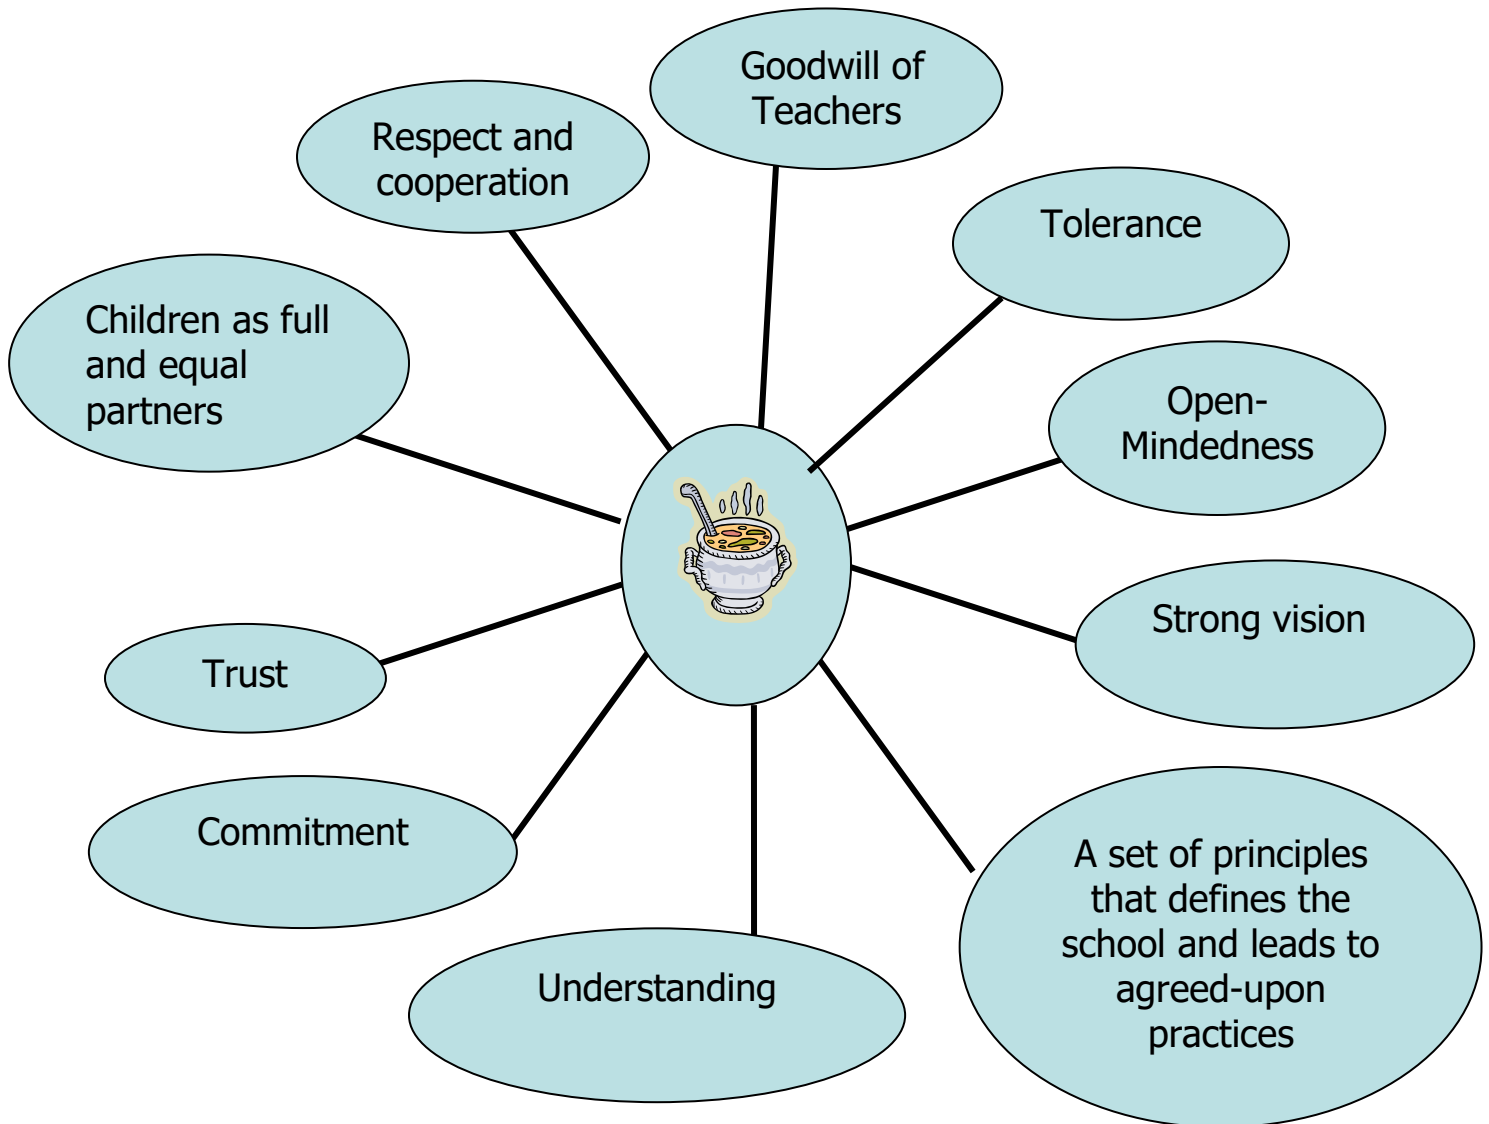 Goodwill of
Teachers
Respect and
cooperation
Tolerance
Children as full
and equal
partners
Open-
Mindedness
Strong vision
Trust
Commitment
A set of principles
that defines the
school and leads to
agreed-upon
practices
Understanding